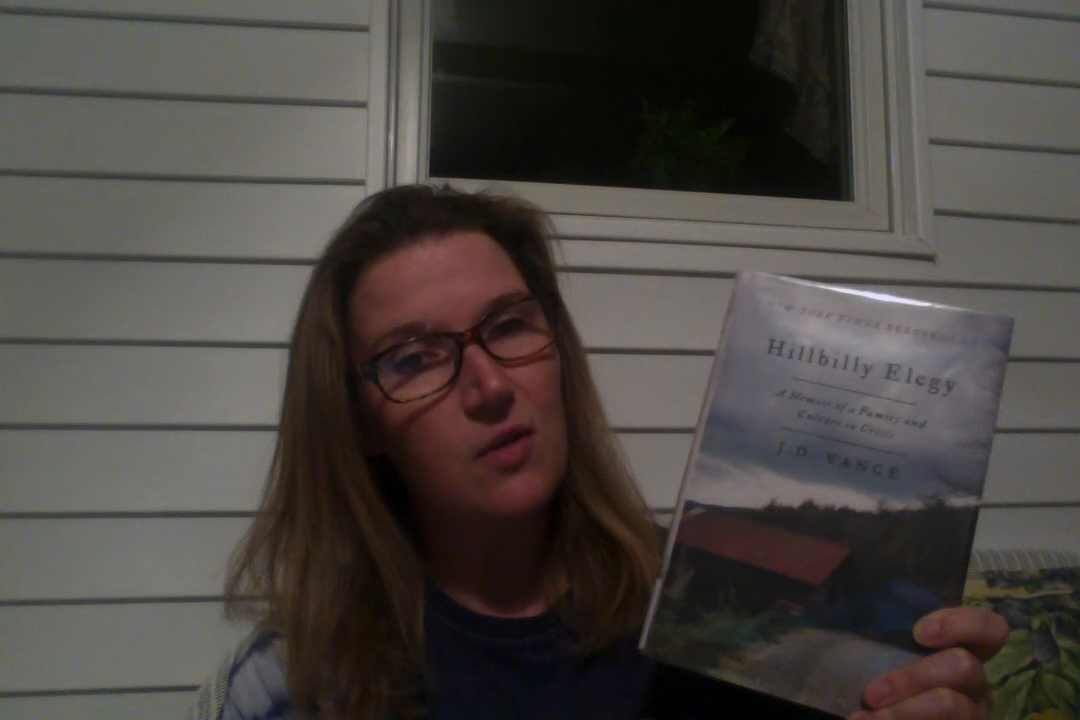 NEW YORK TIMES BESTSELLER
Hillbilly Elegy
A Memoir of a Family and
Culture in Crisis
J.D. VANCE